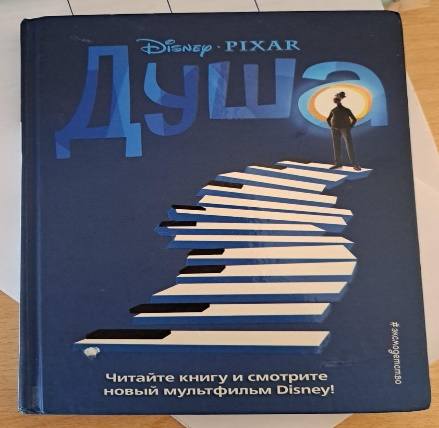 Disney · PIXAR
Душа
#эксмодетство
Читайте книгу и смотрите
новый мультфильм Disney!